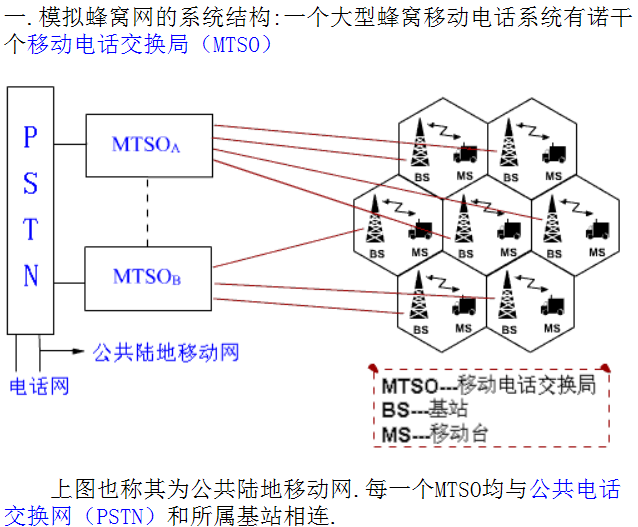 一.模拟蜂窝网的系统结构:一个大型蜂窝移动电话系统有诺干
个移动电话交换局（MTSO）
P
S
T
N
MTSOA
MTSOB
BS
MS
BS
MS
BS
MS
BS
MS
BS
MS
BS
MS
BS
MS
公共陆地移动网
电话网
MTSO---移动电话交换局
BS---基站
MS---移动台
上图也称其为公共陆地移动网.每一个MTSO均与公共电话
交换网（PSTN）和所属基站相连.